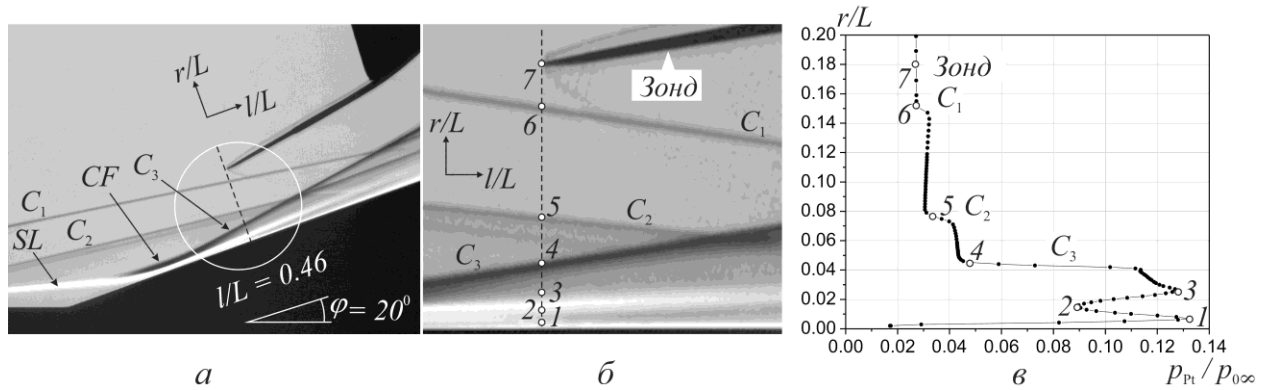 r/L
l/L
CF
C₃
C₁
C₂
SL
l/L = 0.46
φ = 20⁰
а
7
Зонд
6
r/L
C₁
l/L
5
C₂
4
C₃
3
2
1
б
r/L
0.20
0.18
0.16
0.14
0.12
0.10
0.08
0.06
0.04
0.02
0.00
7
Зонд
6
C₁
5
C₂
4
C₃
3
2
1
0.00 0.02 0.04 0.06 0.08 0.10 0.12 0.14
в
p_Pt / p_0∞